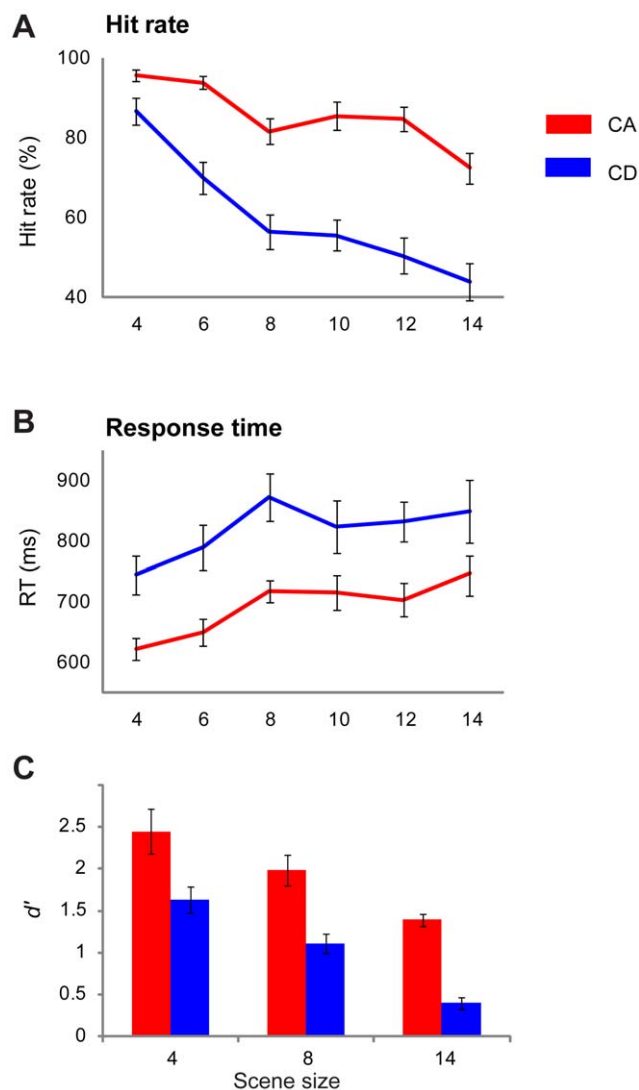 A Hit rate
100
80
60
40
Hit rate (%)
4 6 8 10 12 14
CA
CD
B Response time
900
800
700
600
RT (ms)
4 6 8 10 12 14
C
2.5
2
1.5
1
0.5
0
d'
4 8 14
Scene size